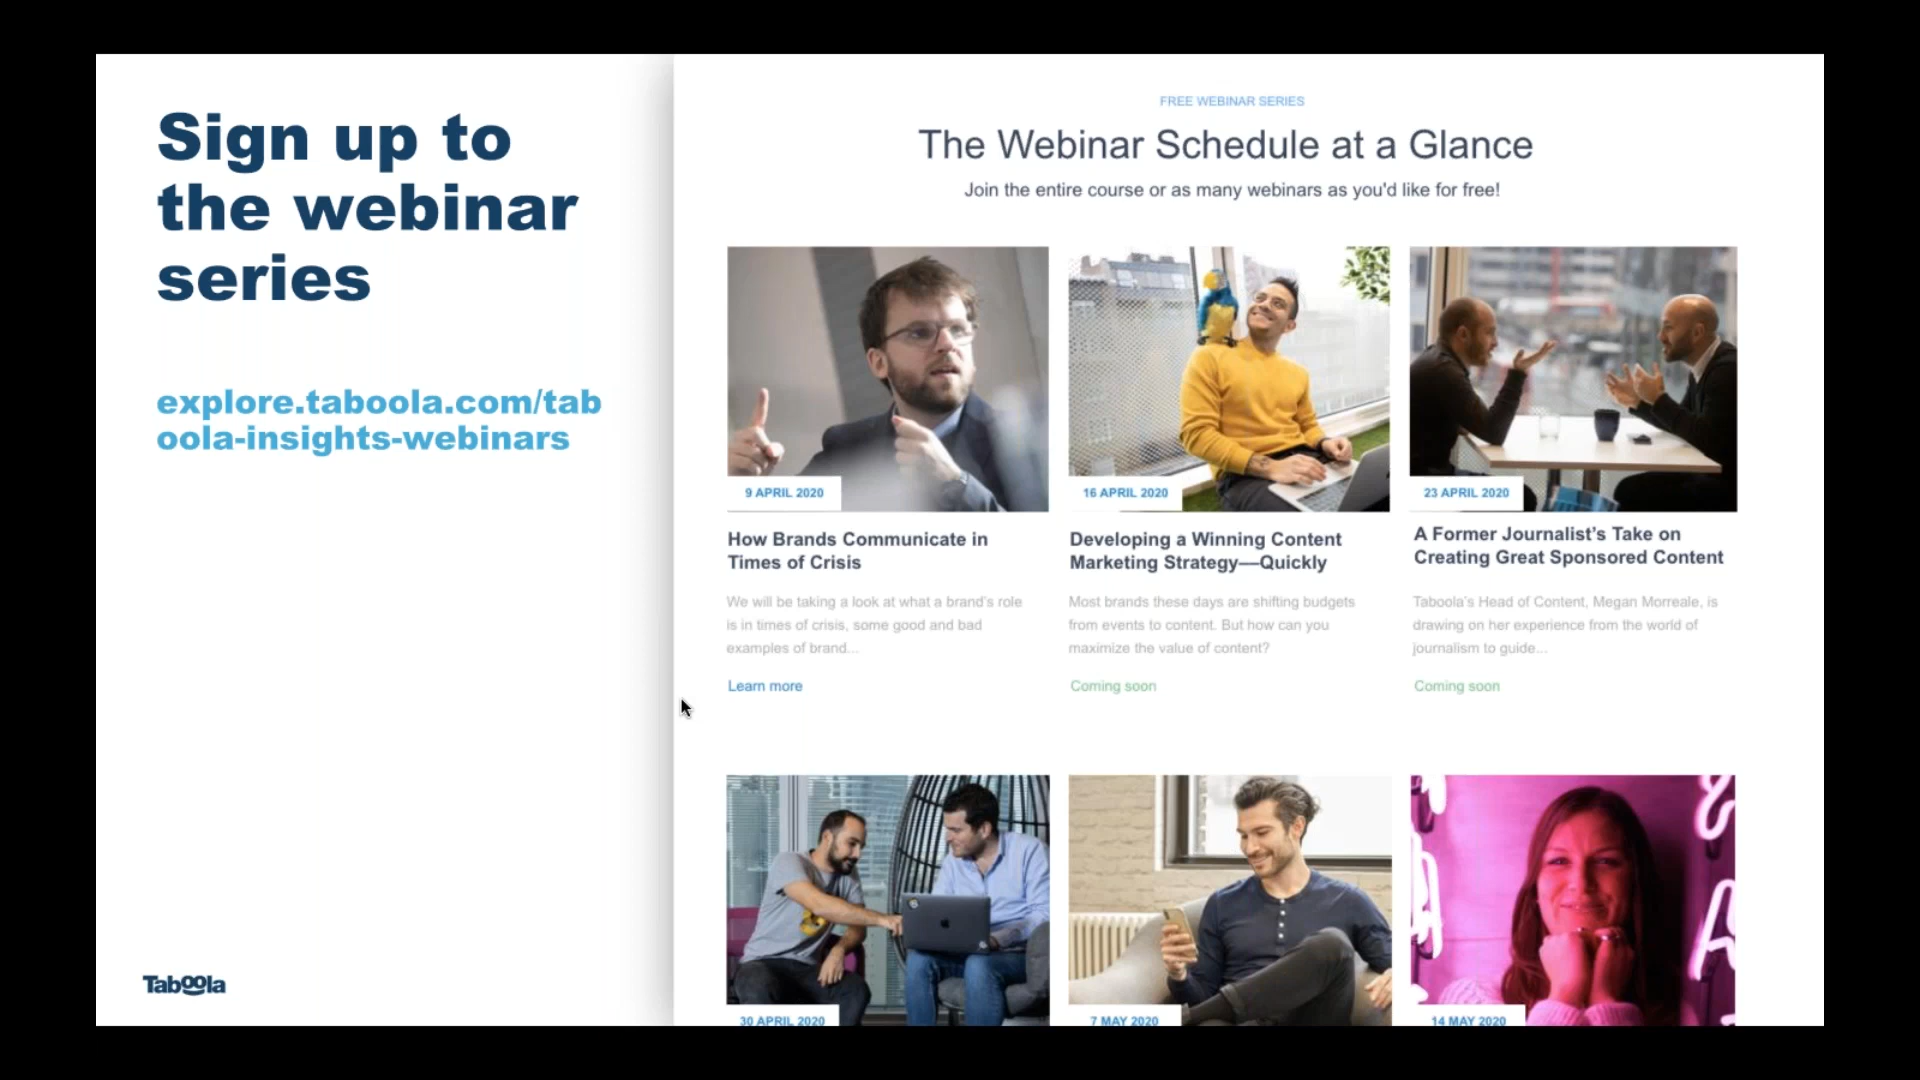 Sign up to
the webinar
series
explore.taboola.com/tab
oola-insights-webinars
Taboola
FREE WEBINAR SERIES
The Webinar Schedule at a Glance
Join the entire course or as many webinars as you'd like for free!
9 APRIL 2020
How Brands Communicate in
Times of Crisis
We will be taking a look at what a brand's role
is in times of crisis, some good and bad
examples of brand...
Learn more
16 APRIL 2020
Developing a Winning Content
Marketing Strategy—Quickly
Most brands these days are shifting budgets
from events to content. But how can you
maximize the value of content?
Coming soon
23 APRIL 2020
A Former Journalist’s Take on
Creating Great Sponsored Content
Taboola’s Head of Content, Megan Morreale, is
drawing on her experience from the world of
journalism to guide...
Coming soon
30 APRIL 2020
7 MAY 2020
14 MAY 2020